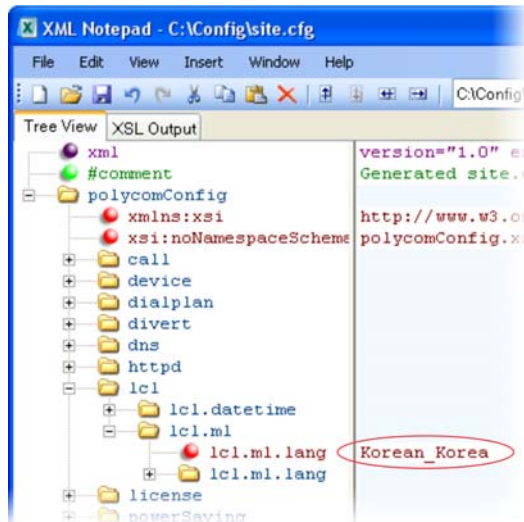 XML Notepad - C:\Config\site.cfg
File Edit View Insert Window Help
C:\Config
Tree View XSL Output
xml version="1.0" e
#comment Generated site.
polycomConfig
xmlns:xsi http://www.w3.o
xsi:noNamespaceScheme polycomConfig.x
call
device
dialplan
divert
dns
httpd
lcl
lcl.datetime
lcl.ml
lcl.ml.lang Korean_Korea
lcl.ml.lang
license
powerSaving